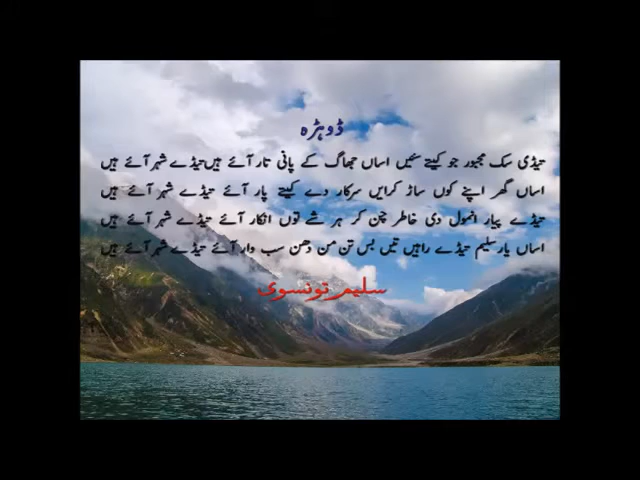 ڈوہڑہ
تیڈی سک مجبور جو کیتے سئیں اساں جھاگ کے پانی تار آئے ہیں تیڈے شہر آئے ہیں
اساں گھر اپنے کوں ساڑ کرایں سرکار دے کیتے پار آئے تیڈے شہر آئے ہیں
تیڈے پیار انمول دی خاطر چن کر ہر شے توں انکار آئے تیڈے شہر آئے ہیں
اساں یار سلیم تیڈے راہیں تیں بس تن من دھن سب وار آئے تیڈے شہر آئے ہیں
سلیم تونسوی